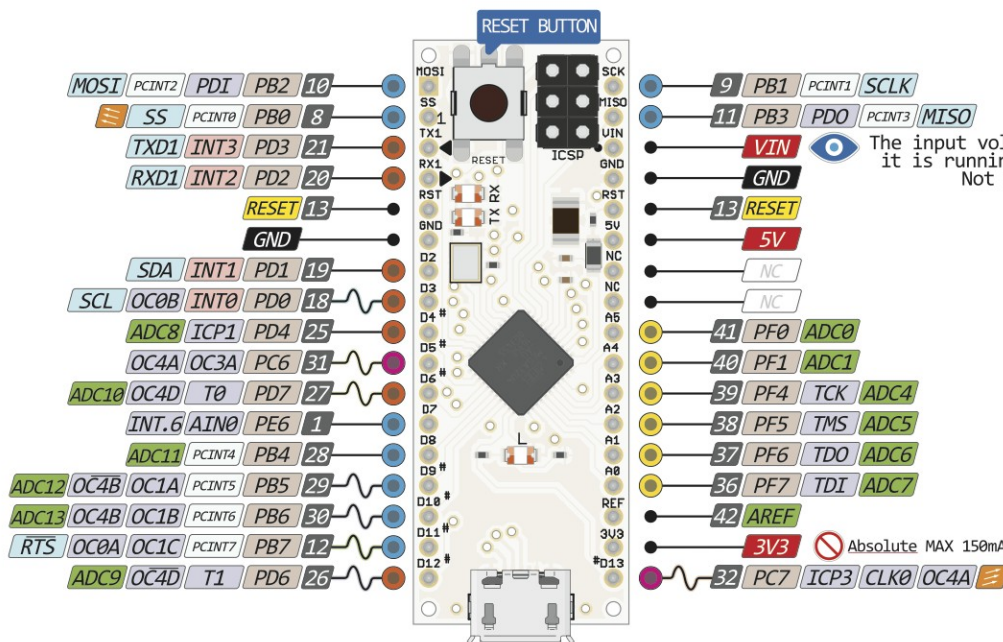 RESET BUTTON
MOSI PCINT2 PDI PB2 10 MOSI SCK 9 PB1 PCINT1 SCLK
SS PCINT0 PB0 8 SS 1 MISO 11 PB3 PDO PCINT3 MISO
TXD1 INT3 PD3 21 TX1 VIN VIN The input vol
RESET ICSP it is running
RXD1 INT2 PD2 20 RX1 GND GND Not
RESET 13 RST TX RX RST 13 RESET
GND GND 5V 5V
SDA INT1 PD1 19 D2 NC NC
SCL OC0B INT0 PD0 18 D3 # NC NC
ADC8 ICP1 PD4 25 D4 A5 41 PF0 ADC0
OC4A OC3A PC6 31 D5 # A4 40 PF1 ADC1
ADC10 OC4D T0 PD7 27 D6 # A3 39 PF4 TCK ADC4
INT.6 AIN0 PE6 1 D7 A2 38 PF5 TMS ADC5
ADC11 PCINT4 PB4 28 D8 L A1 37 PF6 TDO ADC6
ADC12 OC4B OC1A PCINT5 PB5 29 D9 # A0 36 PF7 TDI ADC7
ADC13 OC4B OC1B PCINT6 PB6 30 D10 # REF 42 AREF
RTS OC0A OC1C PCINT7 PB7 12 D11 # 3V3 3V3 Absolute MAX 150mA
ADC9 OC4D T1 PD6 26 D12 #D13 32 PC7 ICP3 CLK0 OC4A